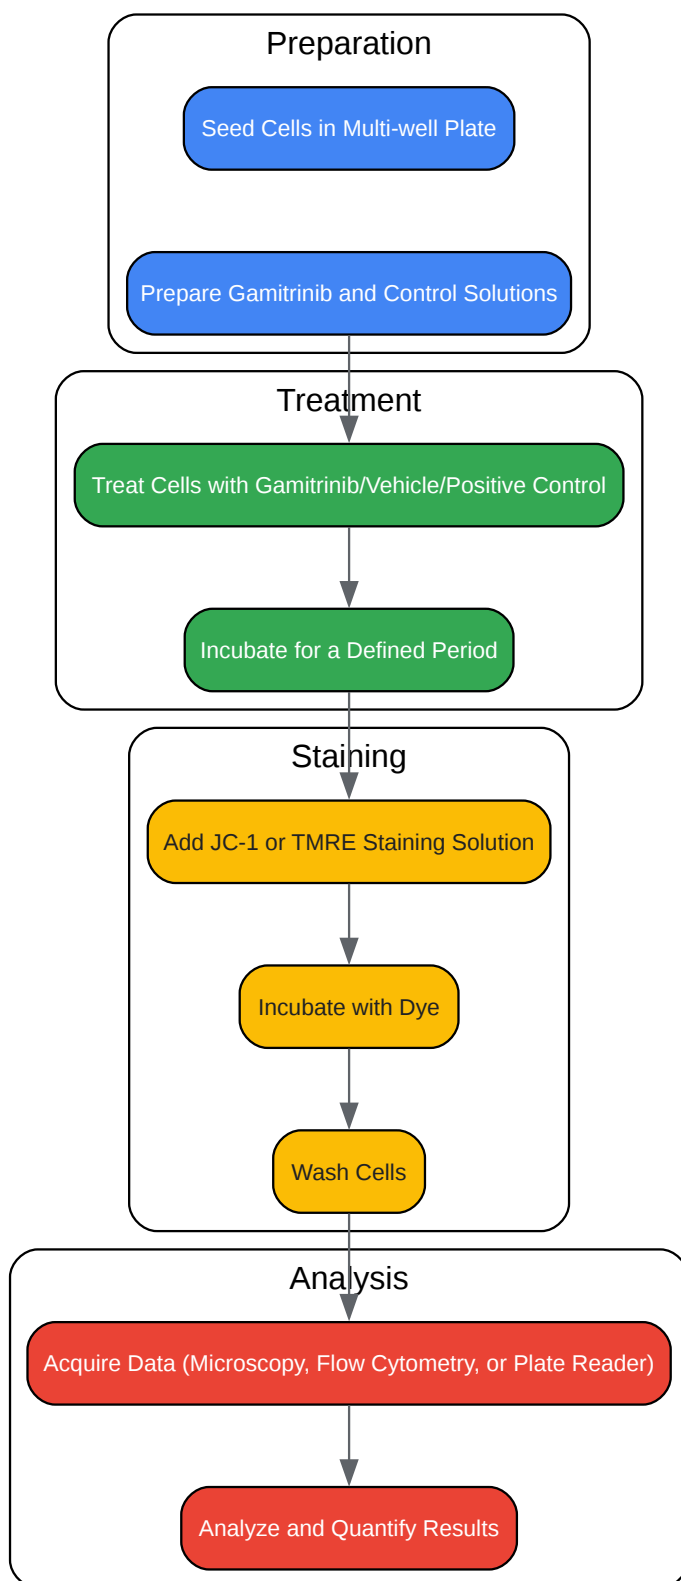 Preparation
Seed Cells in Multi-well Plate
Prepare Gamitrinib and Control Solutions
Treatment
Treat Cells with Gamitrinib/Vehicle/Positive Control
Incubate for a Defined Period
Staining
Add JC-1 or TMRE Staining Solution
Incubate with Dye
Wash Cells
Analysis
Acquire Data (Microscopy, Flow Cytometry, or Plate Reader)
Analyze and Quantify Results